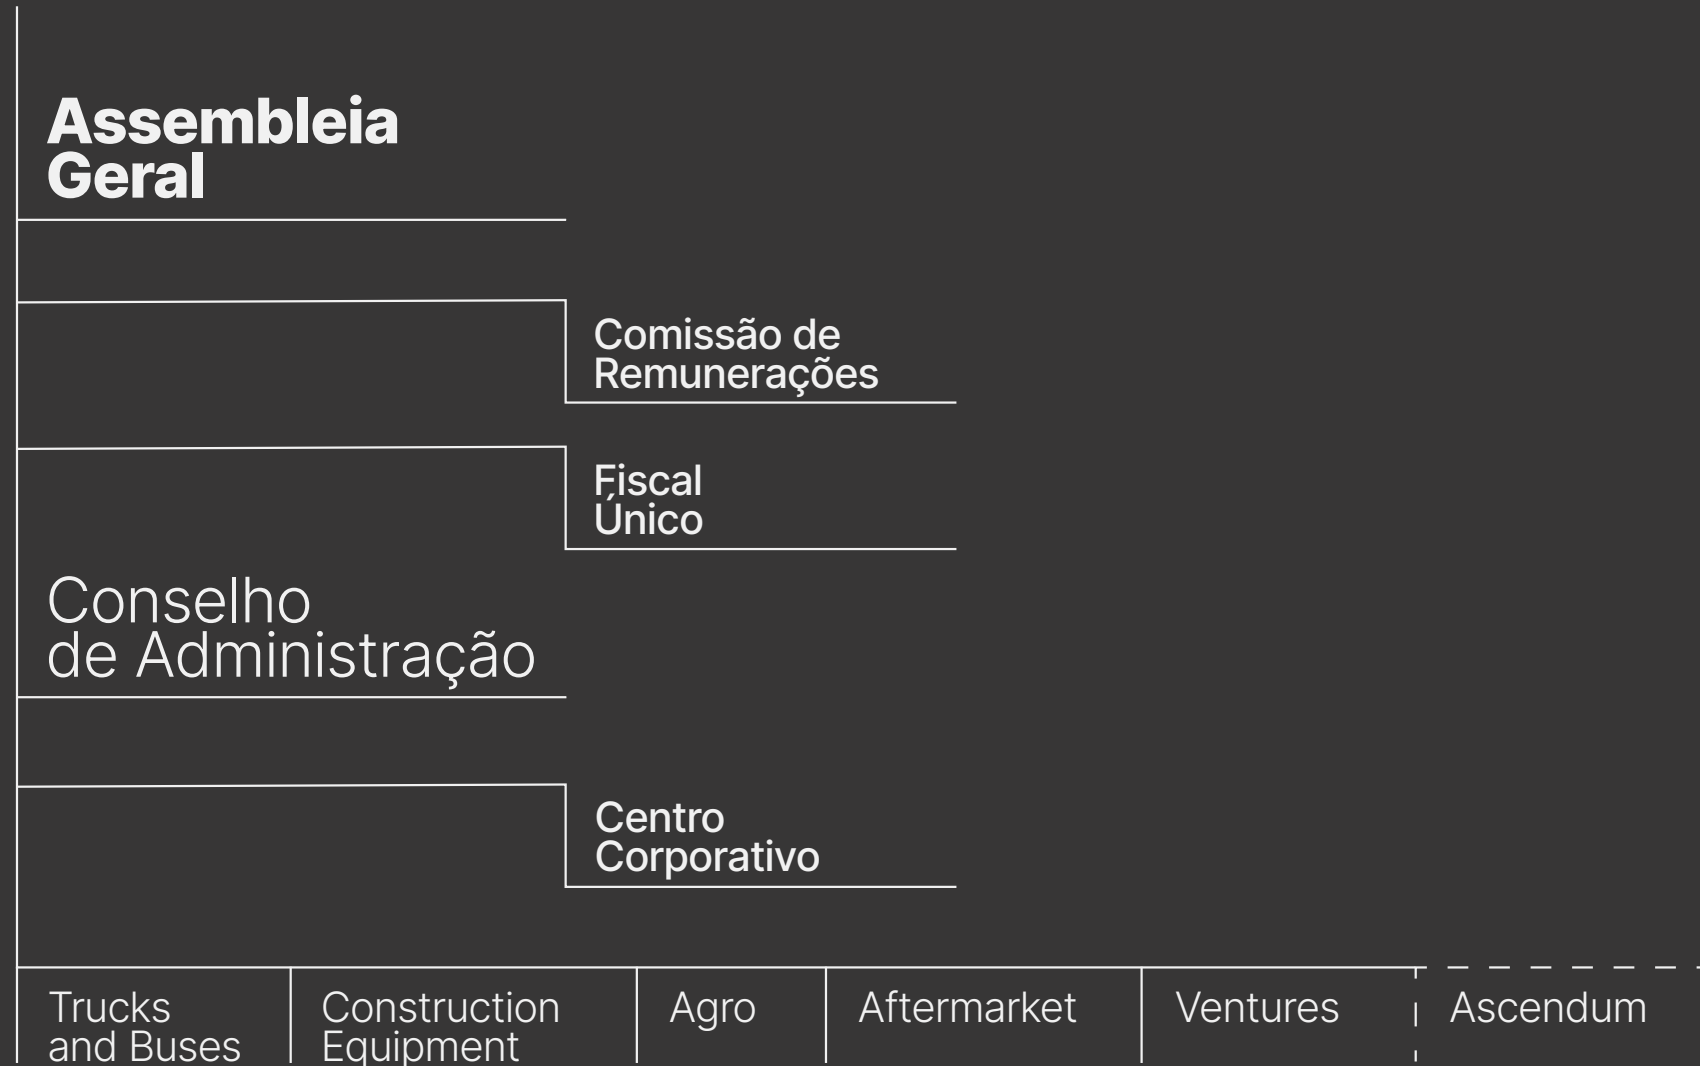 Assembleia
Geral
Comissão de
Remunerações
Fiscal
Único
Conselho
de Administração
Centro
Corporativo
Trucks
and Buses
Construction
Equipment
Agro
Aftermarket
Ventures
Ascendum